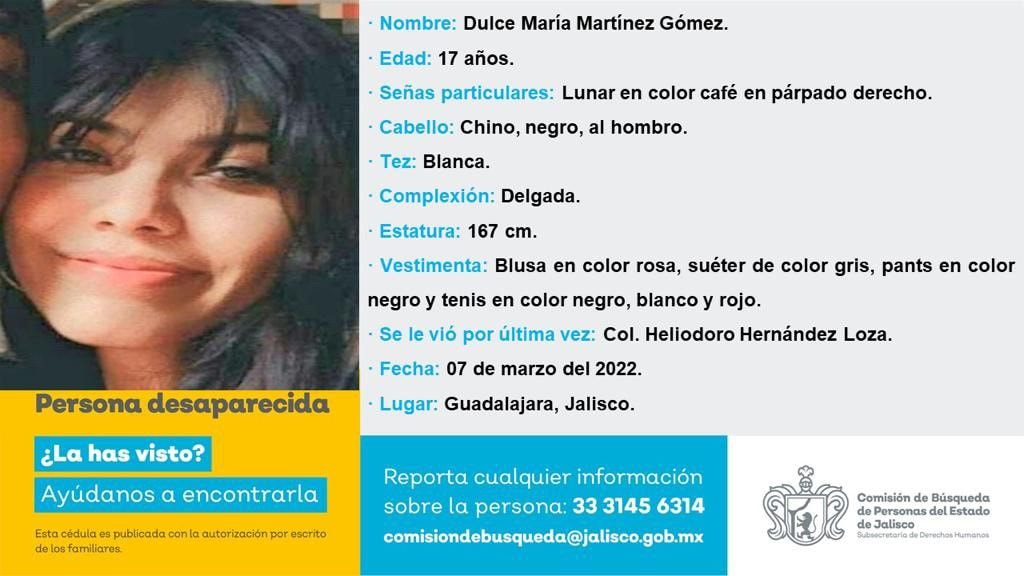 · Nombre: Dulce María Martínez Gómez.
· Edad: 17 años.
· Señas particulares: Lunar en color café en párpado derecho.
· Cabello: Chino, negro, al hombro.
· Tez: Blanca.
· Complexión: Delgada.
· Estatura: 167 cm.
· Vestimenta: Blusa en color rosa, suéter de color gris, pants en color
negro y tenis en color negro, blanco y rojo.
· Se le vió por última vez: Col. Heliodoro Hernández Loza.
· Fecha: 07 de marzo del 2022.
· Lugar: Guadalajara, Jalisco.
Persona desaparecida
¿La has visto?
Ayúdanos a encontrarla
Esta cédula es publicada con la autorización por escrito
de los familiares.
Reporta cualquier información
sobre la persona: 33 3145 6314
comisiondebusqueda@jalisco.gob.mx
Comisión de Búsqueda
de Personas del Estado
de Jalisco
Subsecretaría de Derechos Humanos